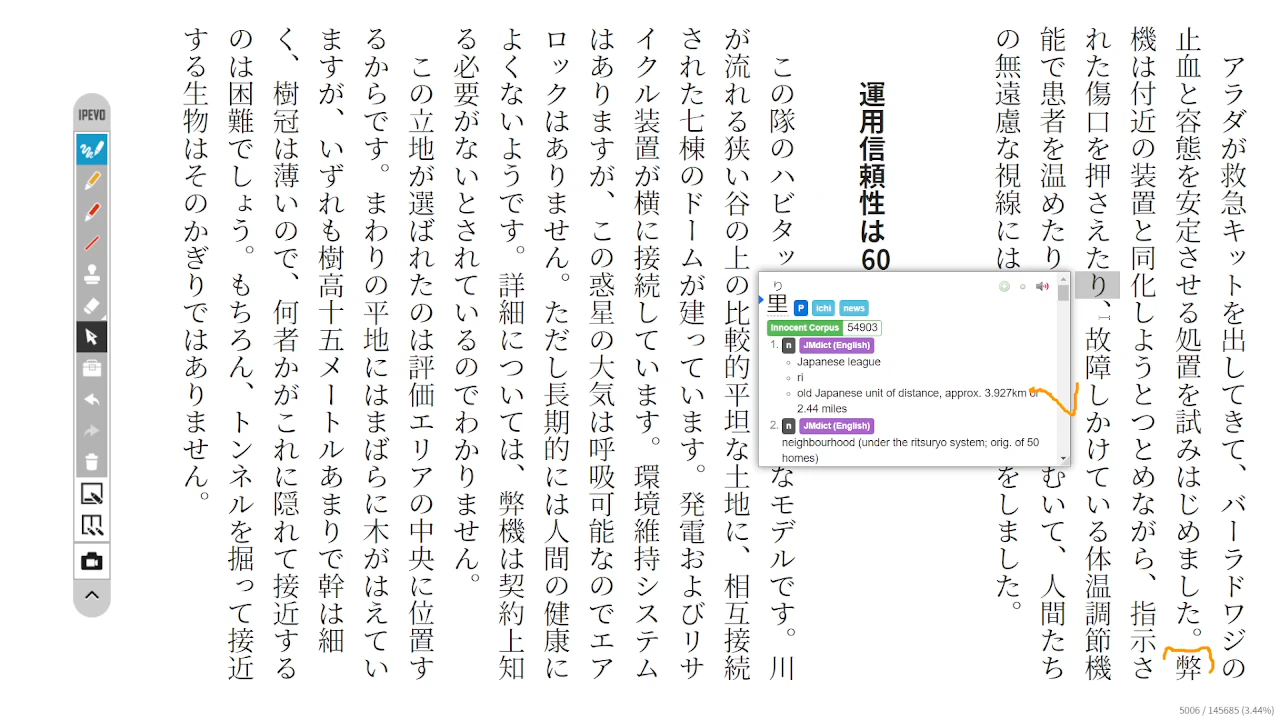 アラダが救急キットを出してきて、バーラドワジの
止血と容態を安定させる処置を試みはじめました。弊
機は付近の装置と同化しようとつとめながら、指示さ
れた傷口を押さえたり、故障しかけている体温調節機
能で患者を温めたり むいて、人間たち
の無遠慮な視線には をしました。
運用信頼性は60
この隊のハビタッ なモデルです。川
が流れる狭い谷の上の比較的平坦な土地に、相互接続
された七棟のドームが建っています。発電およびリサ
イクル装置が横に接続しています。環境維持システム
はありますが、この惑星の大気は呼吸可能なのでエア
ロックはありません。ただし長期的には人間の健康に
よくないようです。詳細については、弊機は契約上知
る必要がないとされているのでわかりません。
この立地が選ばれたのは評価エリアの中央に位置す
るからです。まわりの平地にはまばらに木がはえてい
ますが、いずれも樹高十五メートルあまりで幹は細
く、樹冠は薄いので、何者かがこれに隠れて接近する
のは困難でしょう。もちろん、トンネルを掘って接近
する生物はそのかぎりではありません。
り
里 P ichi news
Innocent Corpus 54903
1. n JMdict (English)
Japanese league
ri
old Japanese unit of distance, approx. 3.927km or
2.44 miles
2. n JMdict (English)
neighbourhood (under the ritsuryo system; orig. of 50
homes)
IPEVO
5006 / 145685 (3.44%)